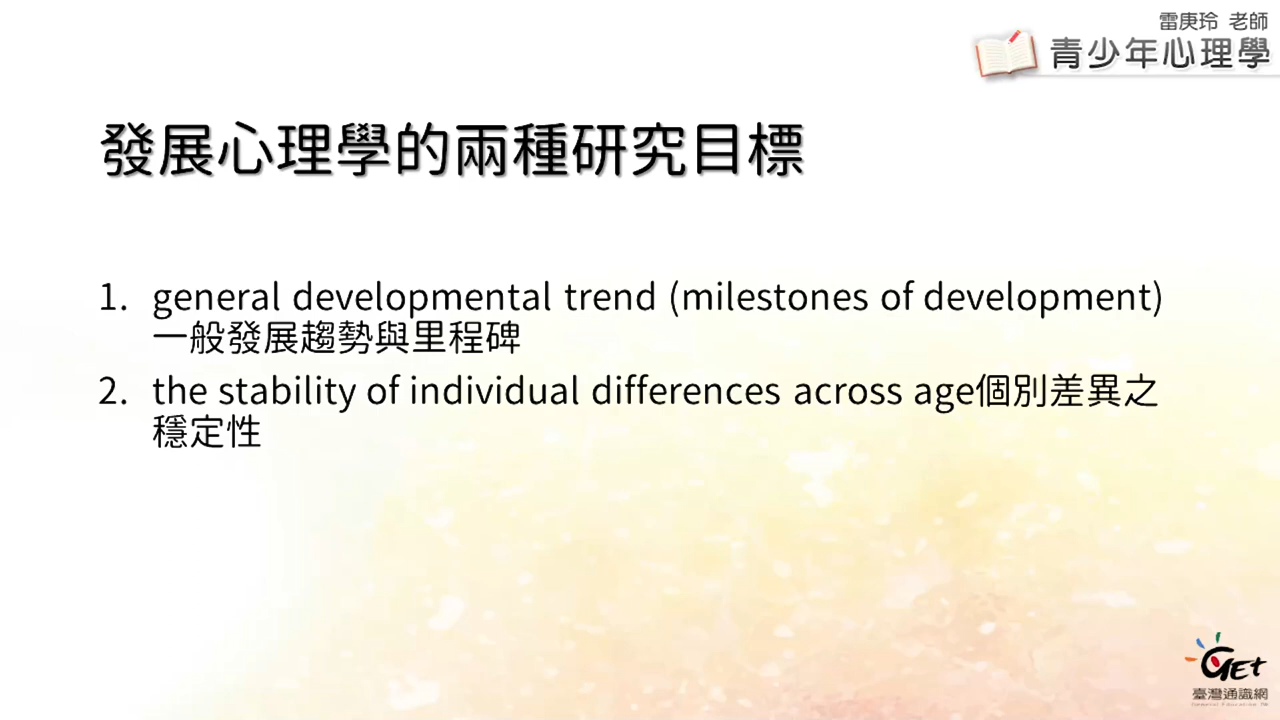 雷庚玲 老師
青少年心理學
發展心理學的兩種研究目標
1. general developmental trend (milestones of development)
一般發展趨勢與里程碑
2. the stability of individual differences across age個別差異之
穩定性
GET
臺灣通識網